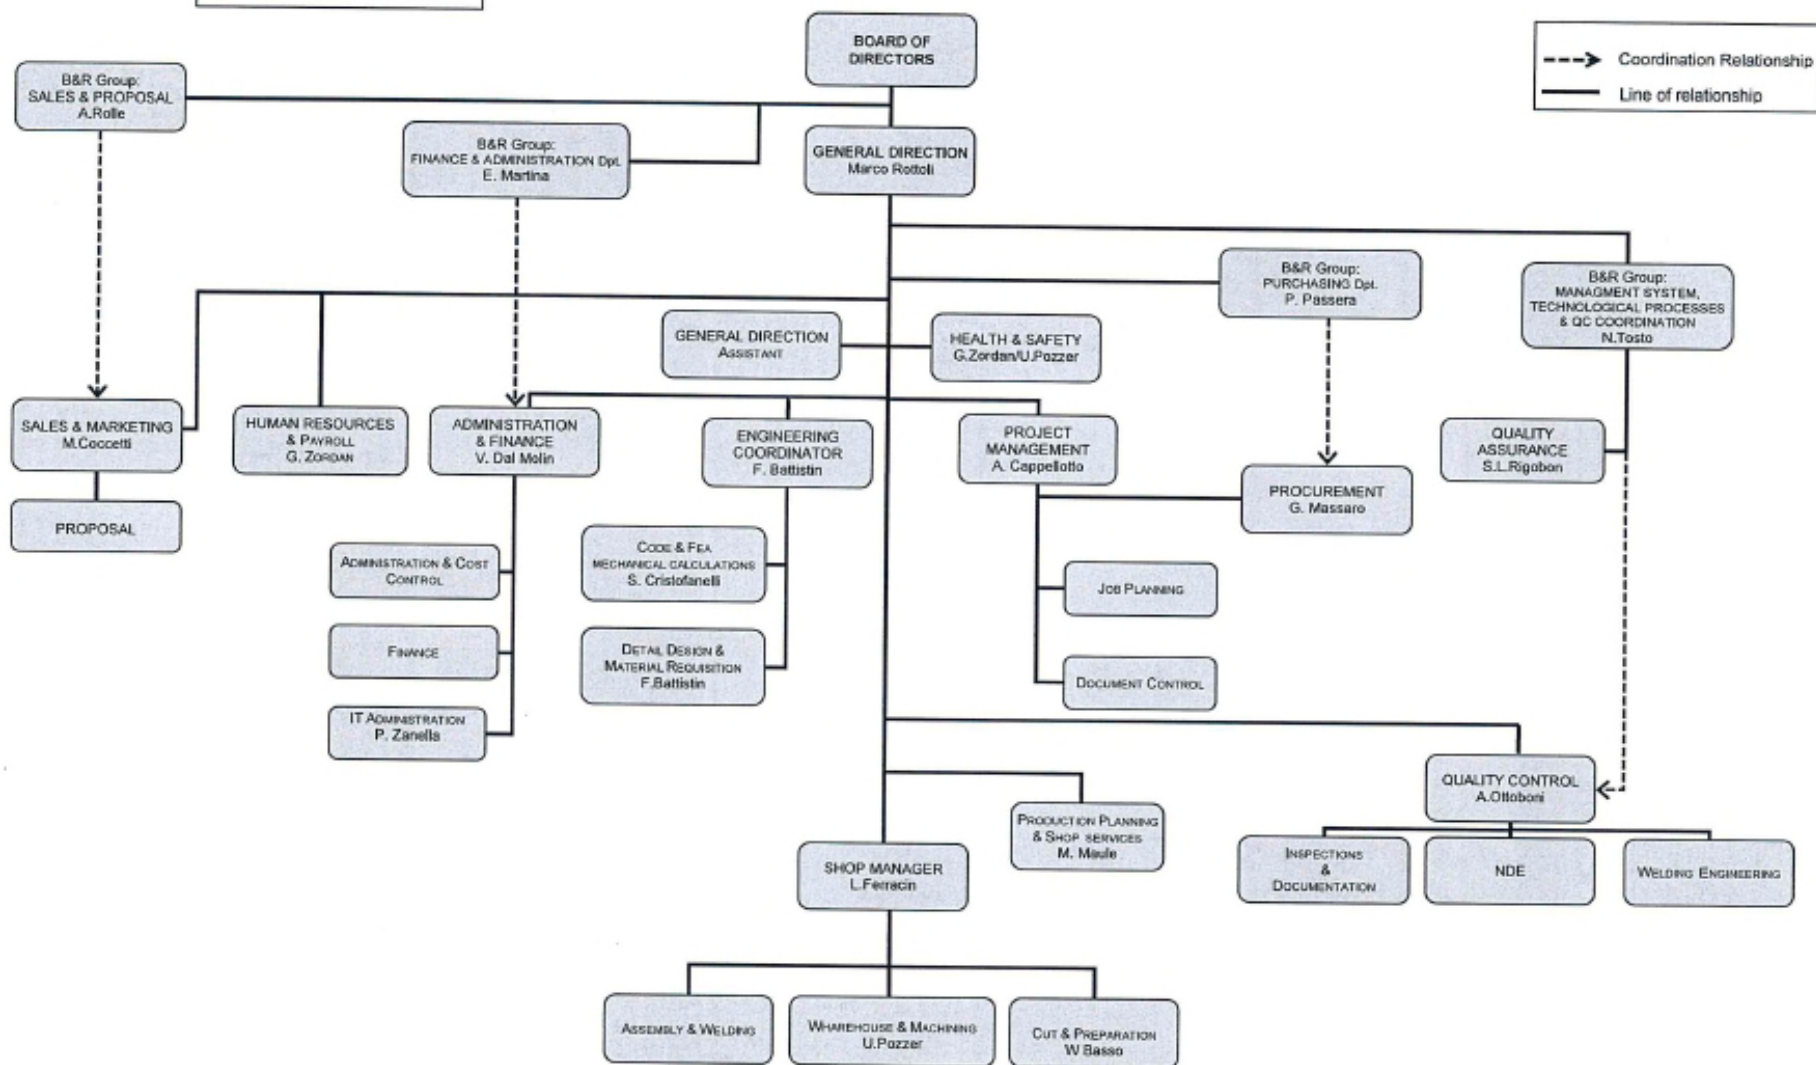 BOARD OF
DIRECTORS
Coordination Relationship
Line of relationship
B&R Group:
SALES & PROPOSAL
A.Rolle
B&R Group:
FINANCE & ADMINISTRATION Dpt.
E. Martina
GENERAL DIRECTION
Marco Rottoli
B&R Group:
PURCHASING Dpt.
P. Passera
B&R Group:
MANAGMENT SYSTEM,
TECHNOLOGICAL PROCESSES
& QC COORDINATION
N.Tosto
GENERAL DIRECTION
ASSISTANT
HEALTH & SAFETY
G.Zordan/U.Pozzer
SALES & MARKETING
M.Coccetti
HUMAN RESOURCES
& PAYROLL
G. ZORDAN
ADMINISTRATION
& FINANCE
V. Dal Molin
ENGINEERING
COORDINATOR
F. Battistin
PROJECT
MANAGEMENT
A. Cappellotto
QUALITY
ASSURANCE
S.L.Rigobon
PROCUREMENT
G. Massaro
PROPOSAL
ADMINISTRATION & COST
CONTROL
CODE & FEA
MECHANICAL CALCULATIONS
S. Cristofanelli
JOB PLANNING
FINANCE
DETAIL DESIGN &
MATERIAL REQUISITION
F.Battistin
DOCUMENT CONTROL
IT ADMINISTRATION
P. Zanella
QUALITY CONTROL
A.Ottoboni
PRODUCTION PLANNING
& SHOP SERVICES
M. Maule
SHOP MANAGER
L.Ferracin
INSPECTIONS
&
DOCUMENTATION
NDE
WELDING ENGINEERING
ASSEMBLY & WELDING
WHAREHOUSE & MACHINING
U.Pozzer
CUT & PREPARATION
W Basso